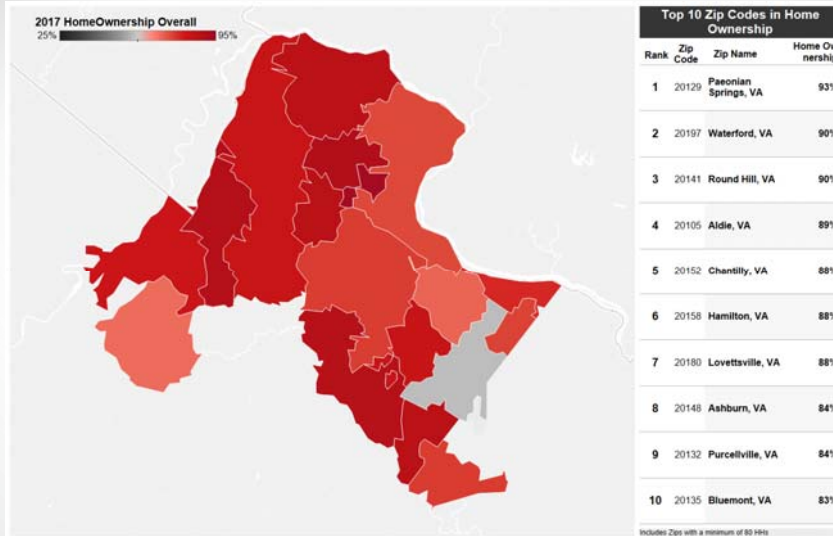 2017 HomeOwnership Overall
25% 95%
Top 10 Zip Codes in Home
Ownership
Rank Zip Code Zip Name Home Ow nership
1 20129 Paeonian Springs, VA 93%
2 20197 Waterford, VA 90%
3 20141 Round Hill, VA 90%
4 20105 Aldie, VA 89%
5 20152 Chantilly, VA 88%
6 20158 Hamilton, VA 88%
7 20180 Lovettsville, VA 88%
8 20148 Ashburn, VA 84%
9 20132 Purcellville, VA 84%
10 20135 Bluemont, VA 83%
Includes Zips with a minimum of 80 HHs